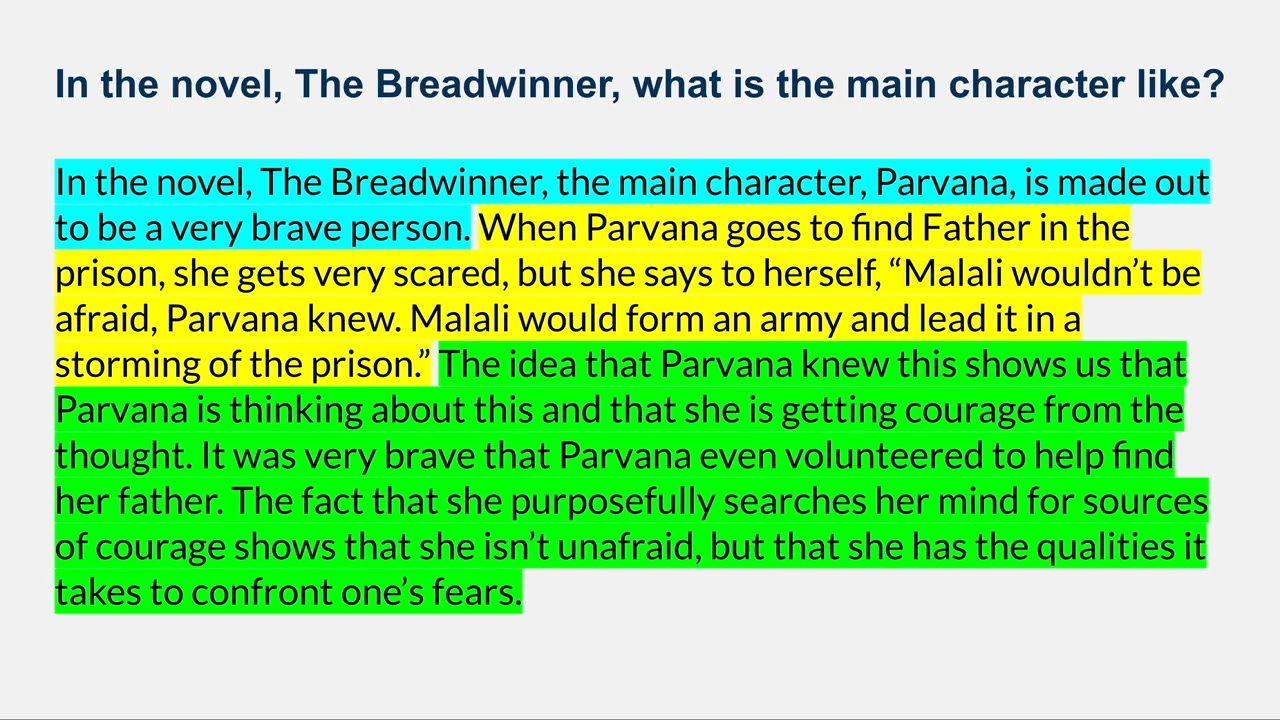 In the novel, The Breadwinner, what is the main character like?
In the novel, The Breadwinner, the main character, Parvana, is made out
to be a very brave person. When Parvana goes to find Father in the
prison, she gets very scared, but she says to herself, “Malali wouldn’t be
afraid, Parvana knew. Malali would form an army and lead it in a
storming of the prison.” The idea that Parvana knew this shows us that
Parvana is thinking about this and that she is getting courage from the
thought. It was very brave that Parvana even volunteered to help find
her father. The fact that she purposefully searches her mind for sources
of courage shows that she isn’t unafraid, but that she has the qualities it
takes to confront one’s fears.